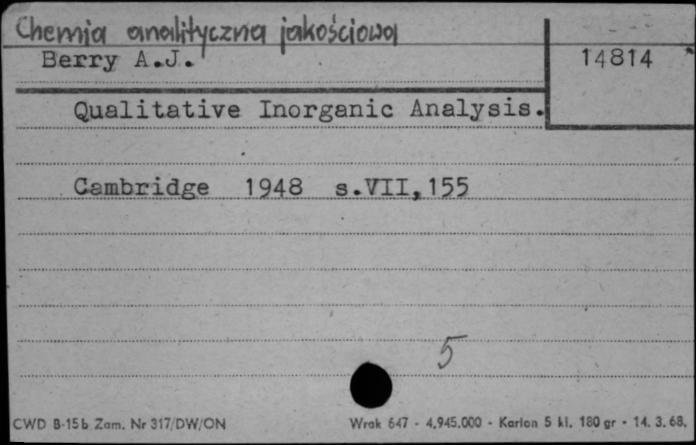 Chemia analityczna jakościowa
Berry A.J.
14814
Qualitative Inorganic Analysis.
Cambridge 1948 s.VII,155
5
CWD B-15b Zam. Nr 317/DW/ON
Wrak 647 - 4.945.000 - Karton 5 kl. 180 gr - 14. 3. 68.